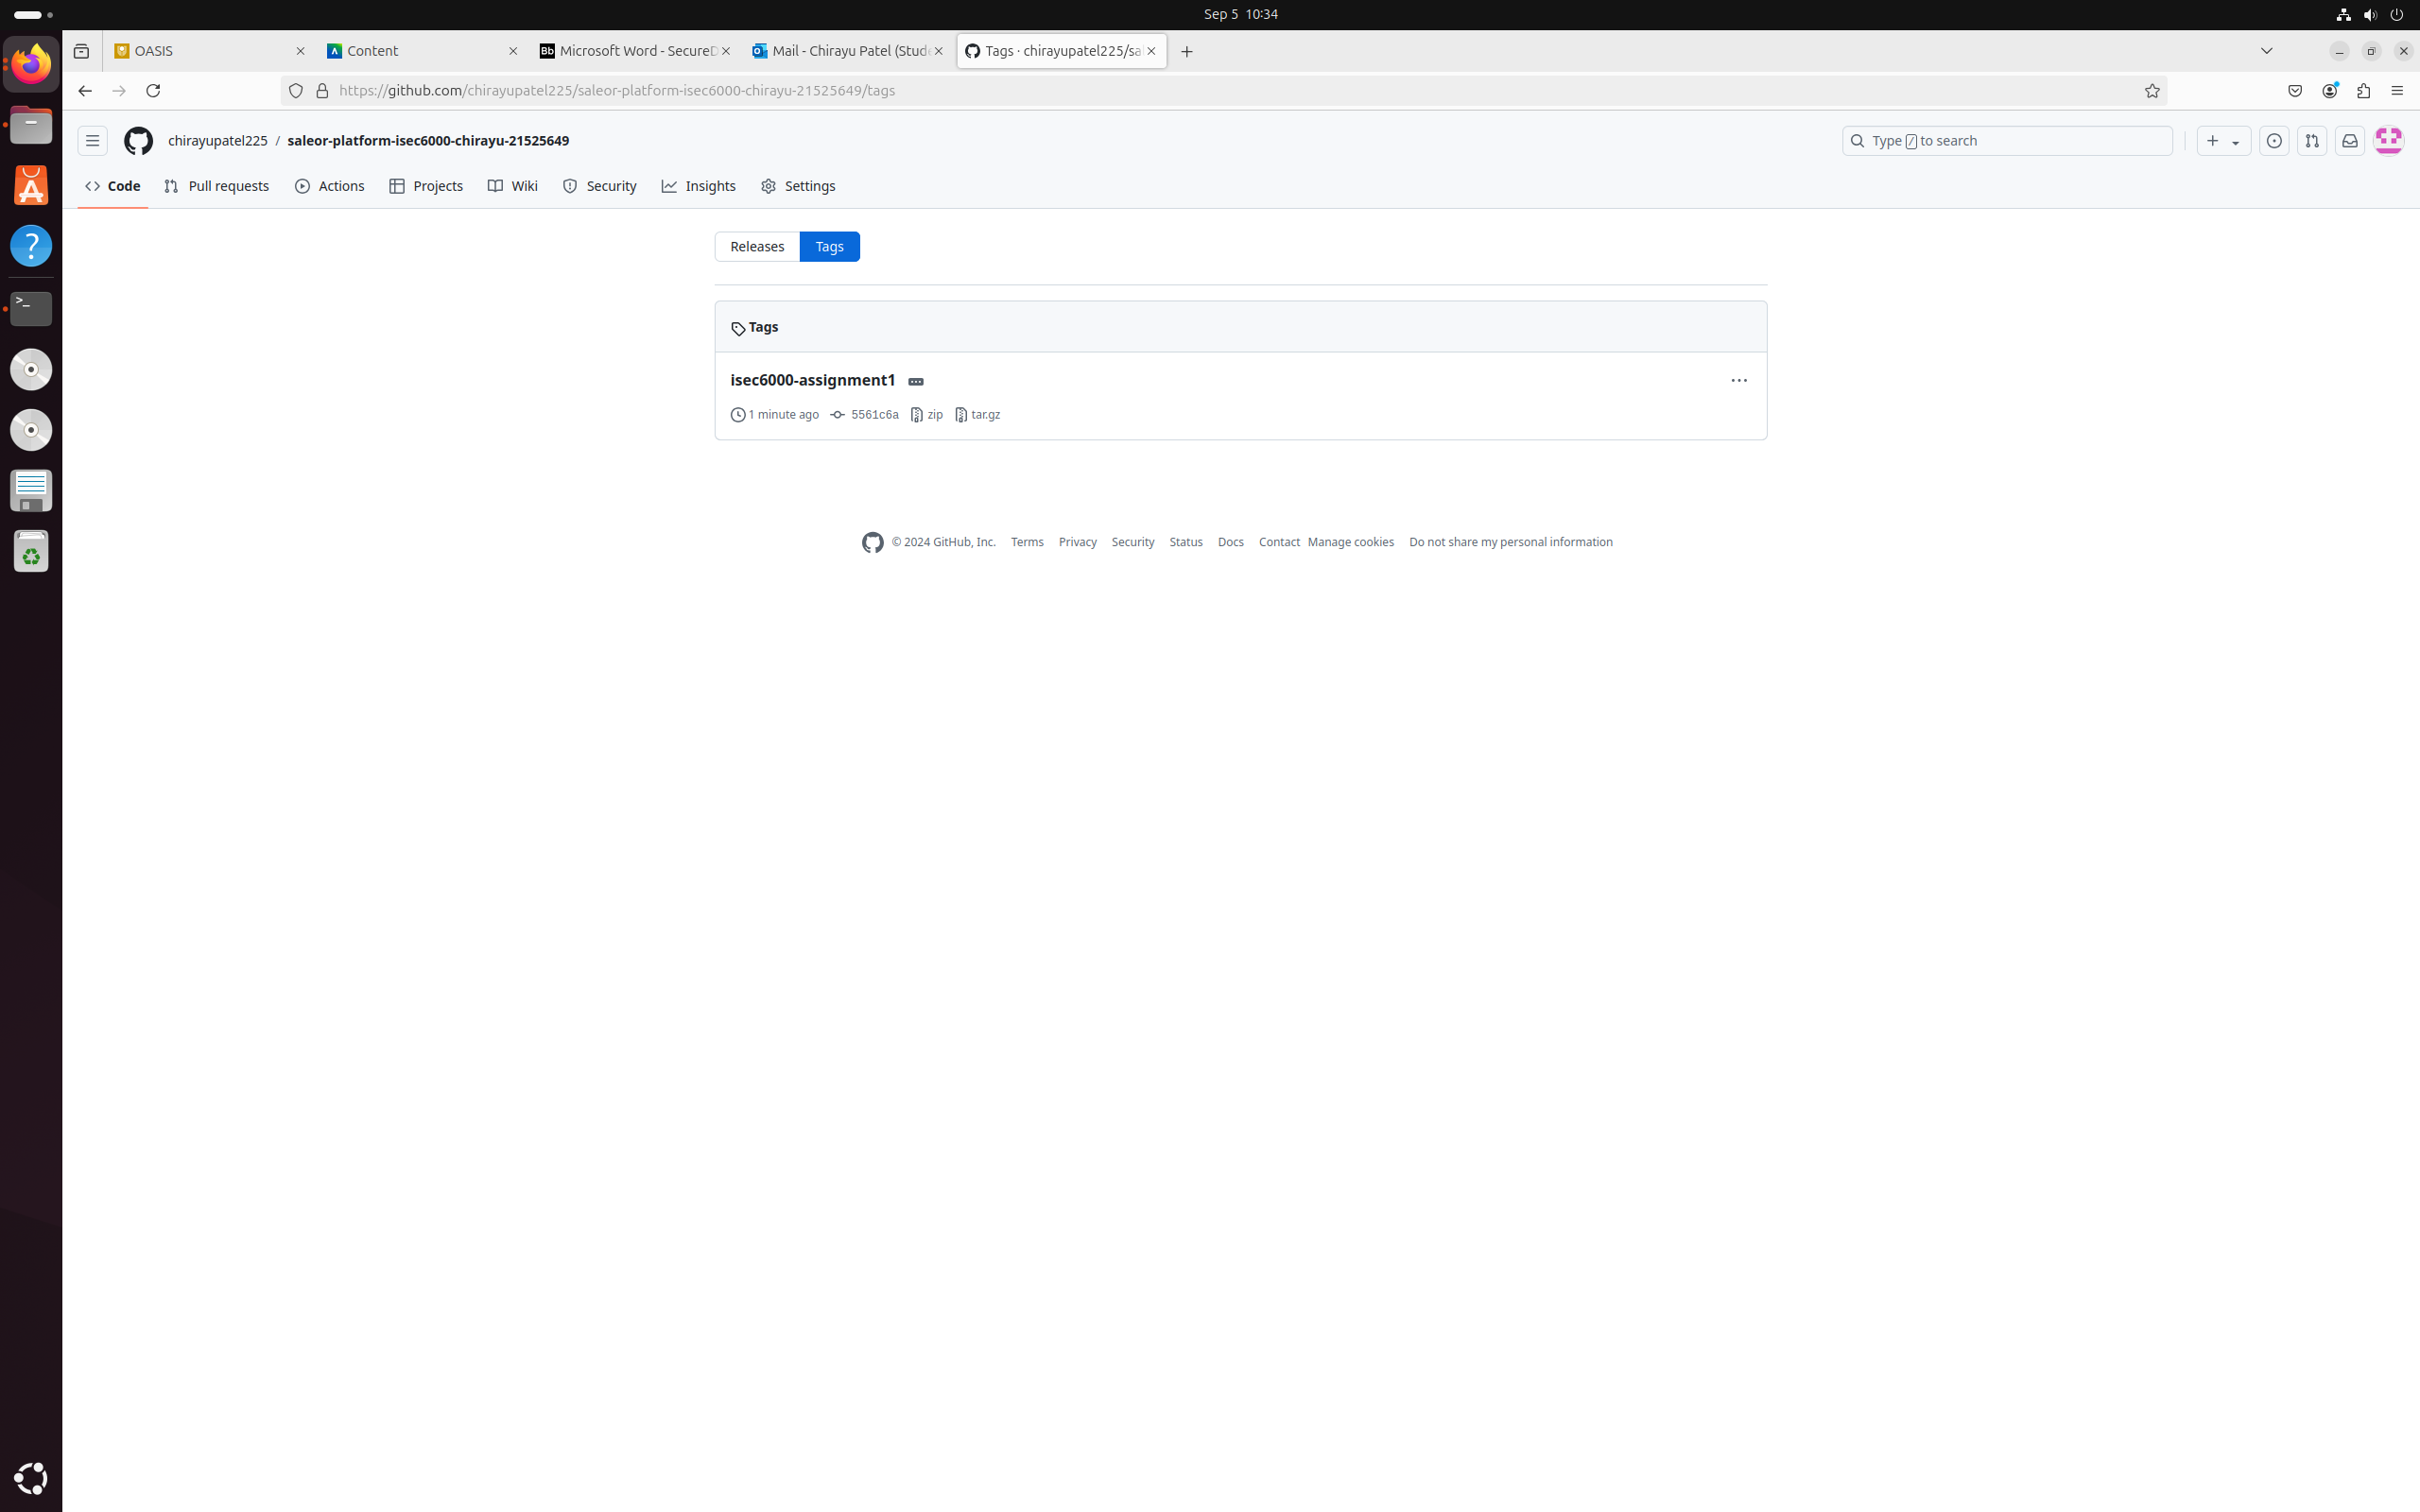 Sep 5 10:34
OASIS
Content
Bb Microsoft Word - SecureD
Mail - Chirayu Patel (Stude
Tags · chirayupatel225/sal
https://github.com/chirayupatel225/saleor-platform-isec6000-chirayu-21525649/tags
chirayupatel225 / saleor-platform-isec6000-chirayu-21525649
Type / to search
Code
Pull requests
Actions
Projects
Wiki
Security
Insights
Settings
Releases
Tags
Tags
isec6000-assignment1
1 minute ago 5561c6a zip tar.gz
© 2024 GitHub, Inc. Terms Privacy Security Status Docs Contact Manage cookies Do not share my personal information